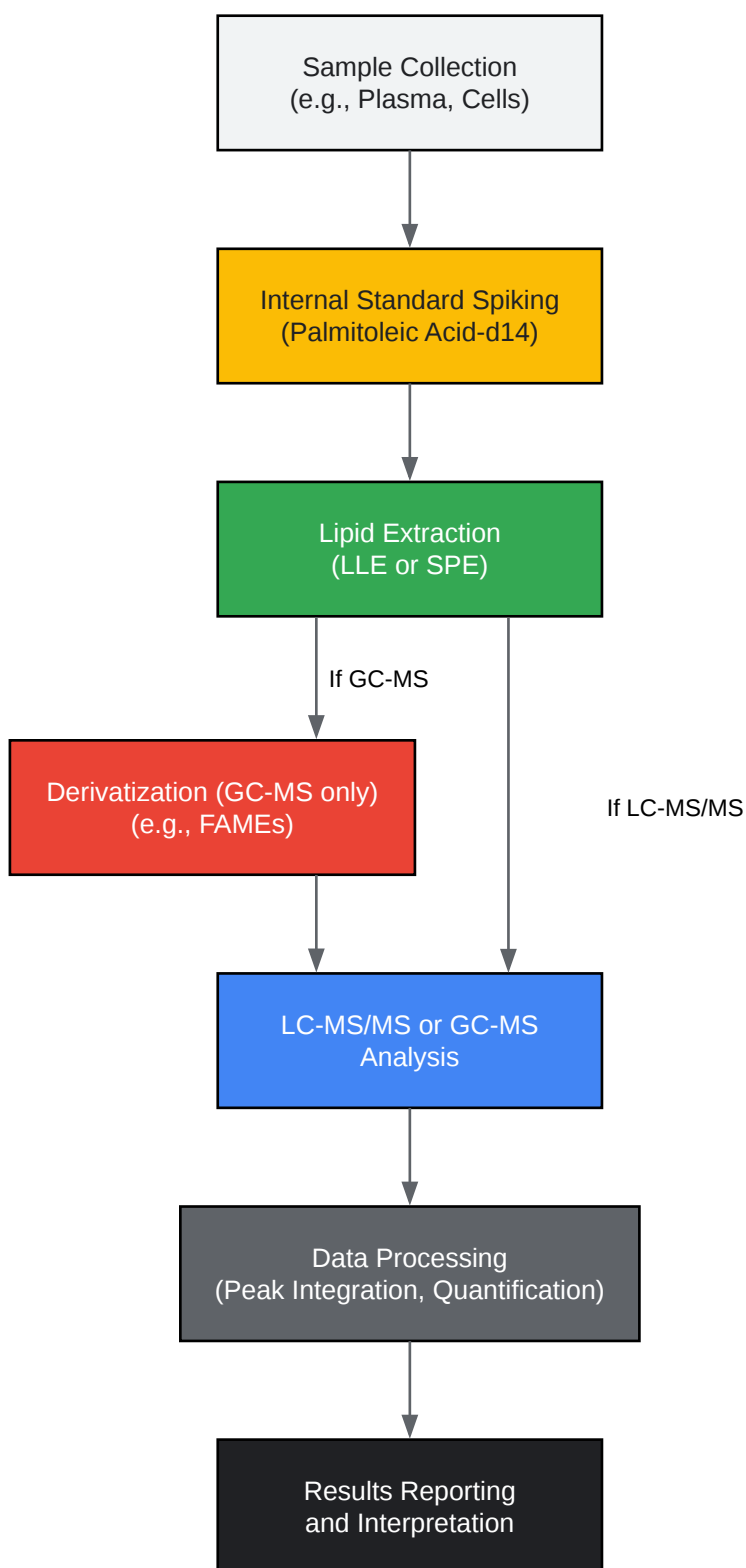 Sample Collection
(e.g., Plasma, Cells)
Internal Standard Spiking
(Palmitoleic Acid-d14)
Lipid Extraction
(LLE or SPE)
If GC-MS
Derivatization (GC-MS only)
(e.g., FAMEs)
If LC-MS/MS
LC-MS/MS or GC-MS
Analysis
Data Processing
(Peak Integration, Quantification)
Results Reporting
and Interpretation